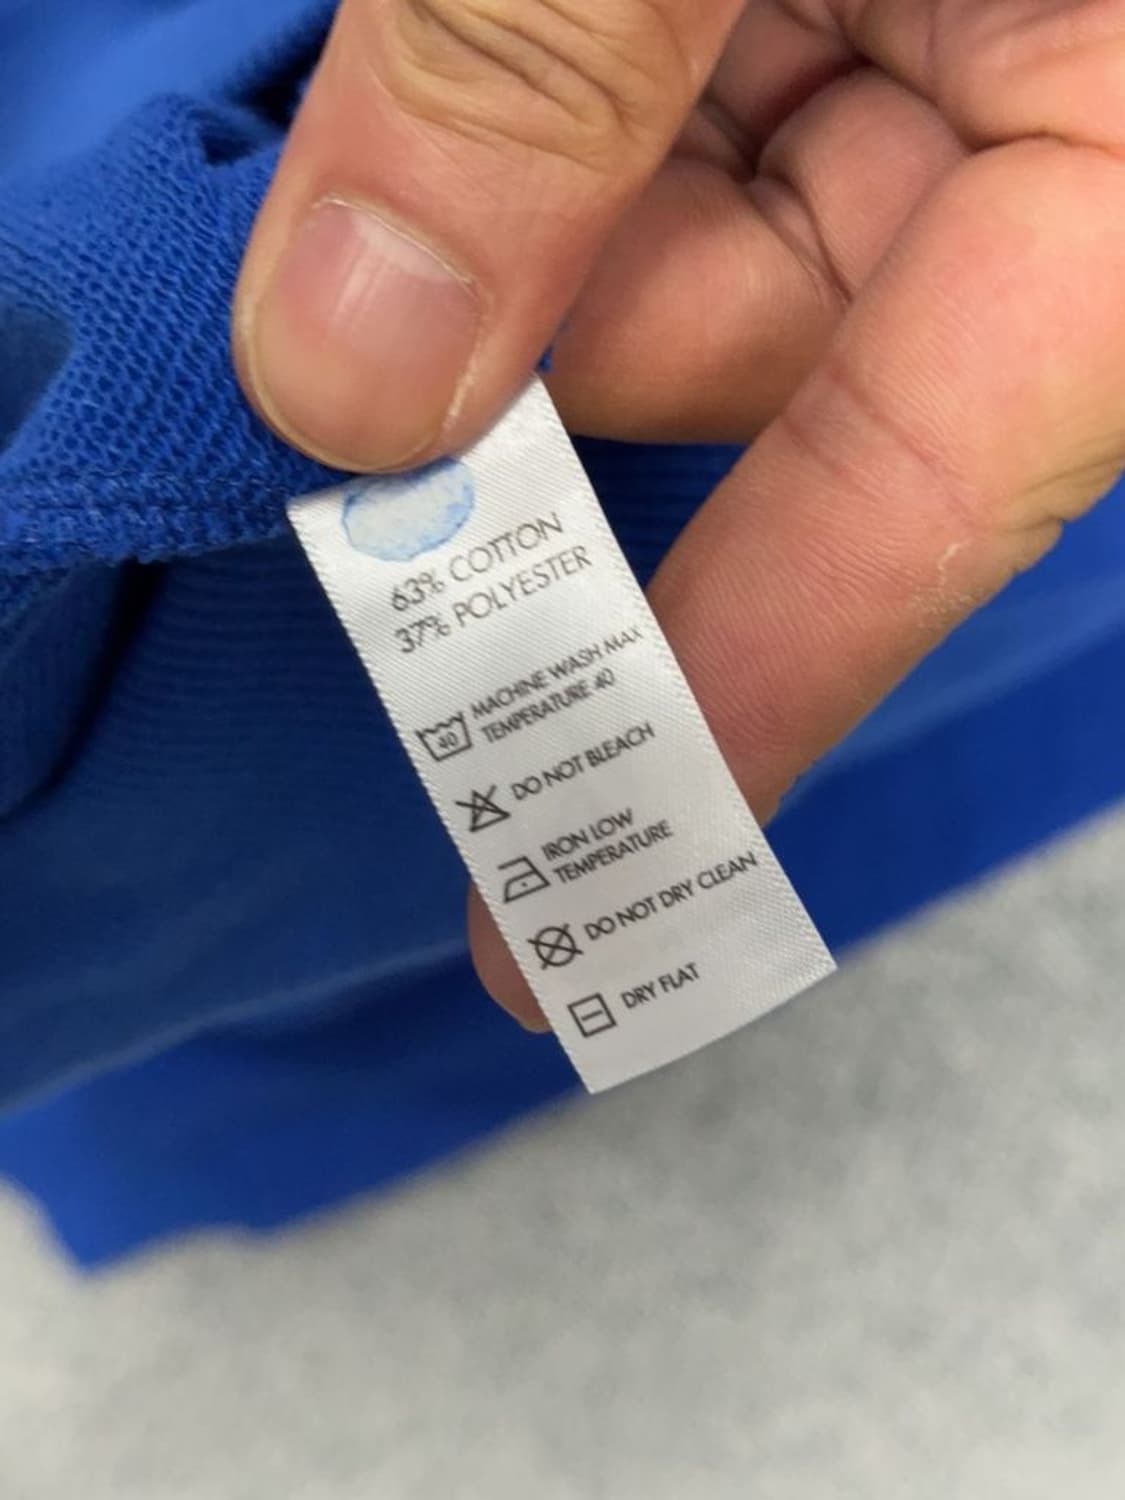 63% COTTON
37% POLYESTER
40
MACHINE WASH MAX
TEMPERATURE 40
DO NOT BLEACH
IRON LOW
TEMPERATURE
DO NOT DRY CLEAN
DRY FLAT